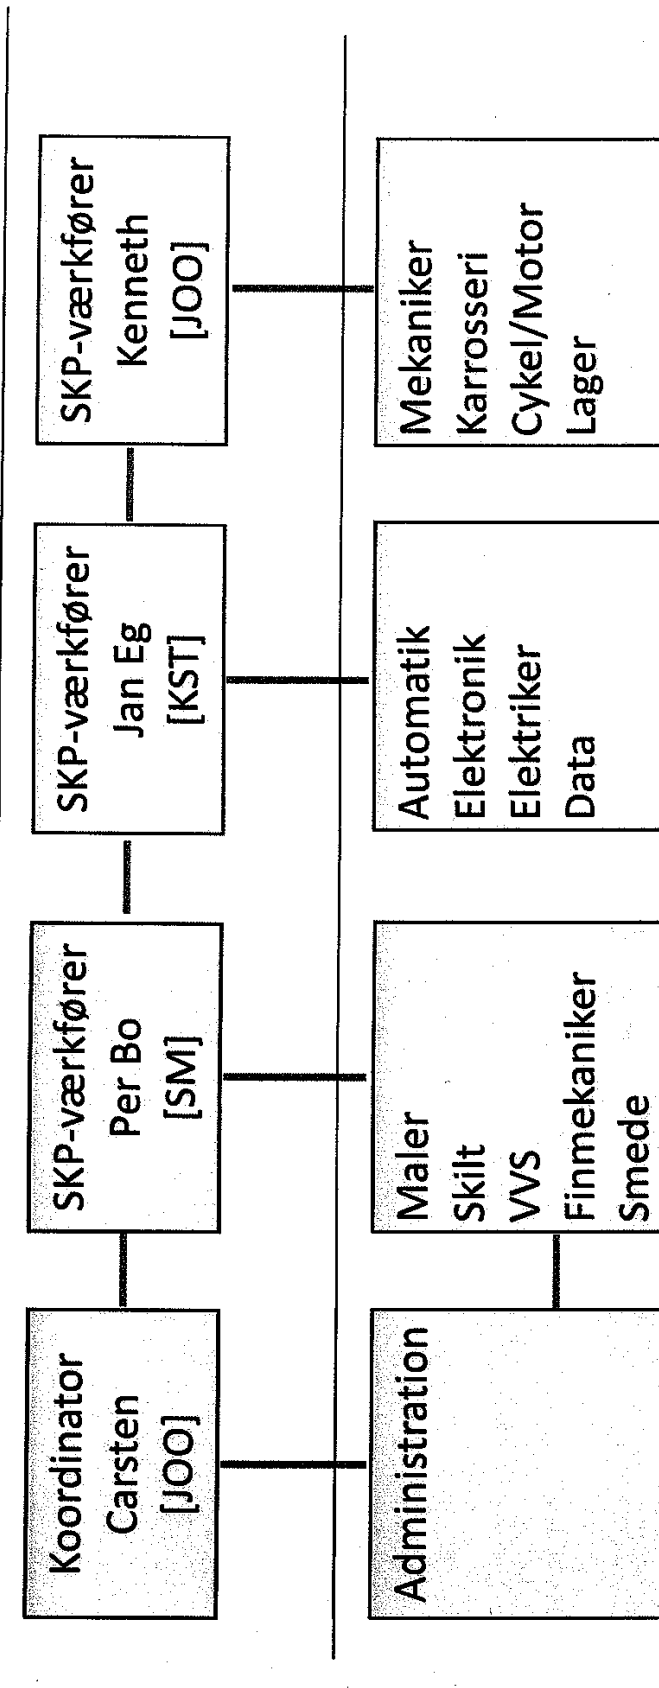 Koordinator
Carsten
[JOO]
SKP-værkfører
Per Bo
[SM]
SKP-værkfører
Jan Eg
[KST]
SKP-værkfører
Kenneth
[JOO]
Administration
Maler
Skilt
VVS
Finmekaniker
Smede
Automatik
Elektronik
Elektriker
Data
Mekaniker
Karrosseri
Cykel/Motor
Lager